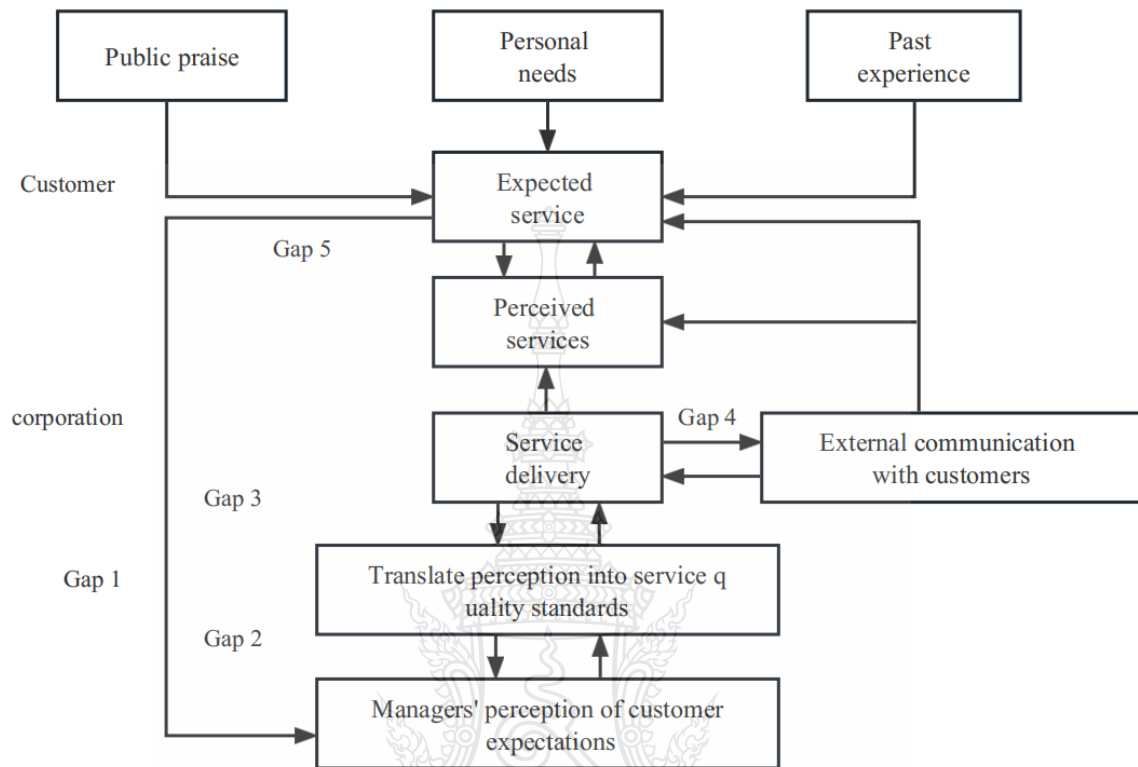 Public praise
Personal
needs
Past
experience
Customer
Expected
service
Gap 5
Perceived
services
corporation
Service
delivery
Gap 4
External communication
with customers
Gap 3
Gap 1
Translate perception into service q
uality standards
Gap 2
Managers' perception of customer
expectations